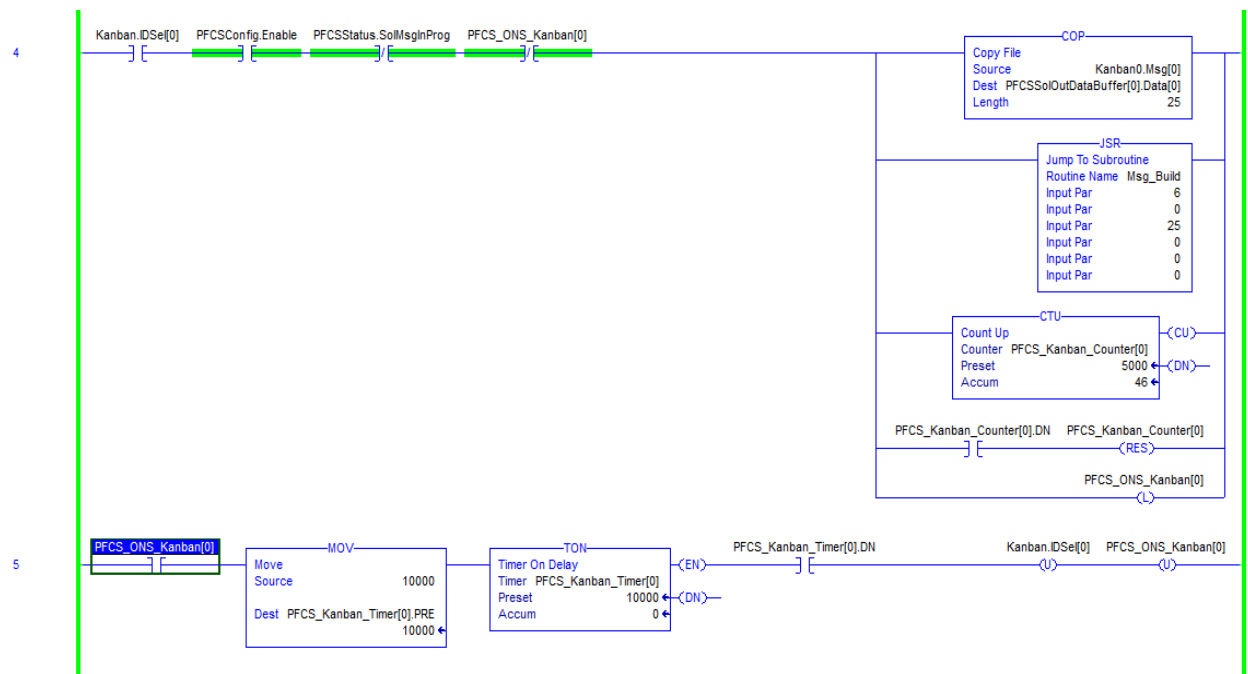 4
Kanban.IDSel[0] PFCSConfig.Enable PFCSStatus.SolMsgInProg PFCS_ONS_Kanban[0]
COP
Copy File
Source Kanban0.Msg[0]
Dest PFCSSolOutDataBuffer[0].Data[0]
Length 25
JSR
Jump To Subroutine
Routine Name Msg_Build
Input Par 6
Input Par 0
Input Par 25
Input Par 0
Input Par 0
Input Par 0
CTU
Count Up
Counter PFCS_Kanban_Counter[0]
Preset 5000
Accum 46
CU
DN
PFCS_Kanban_Counter[0].DN PFCS_Kanban_Counter[0]
RES
PFCS_ONS_Kanban[0]
L
5
PFCS_ONS_Kanban[0]
MOV
Move
Source 10000
Dest PFCS_Kanban_Timer[0].PRE
10000
TON
Timer On Delay
Timer PFCS_Kanban_Timer[0]
Preset 10000
Accum 0
EN
DN
PFCS_Kanban_Timer[0].DN
Kanban.IDSel[0] PFCS_ONS_Kanban[0]
U U